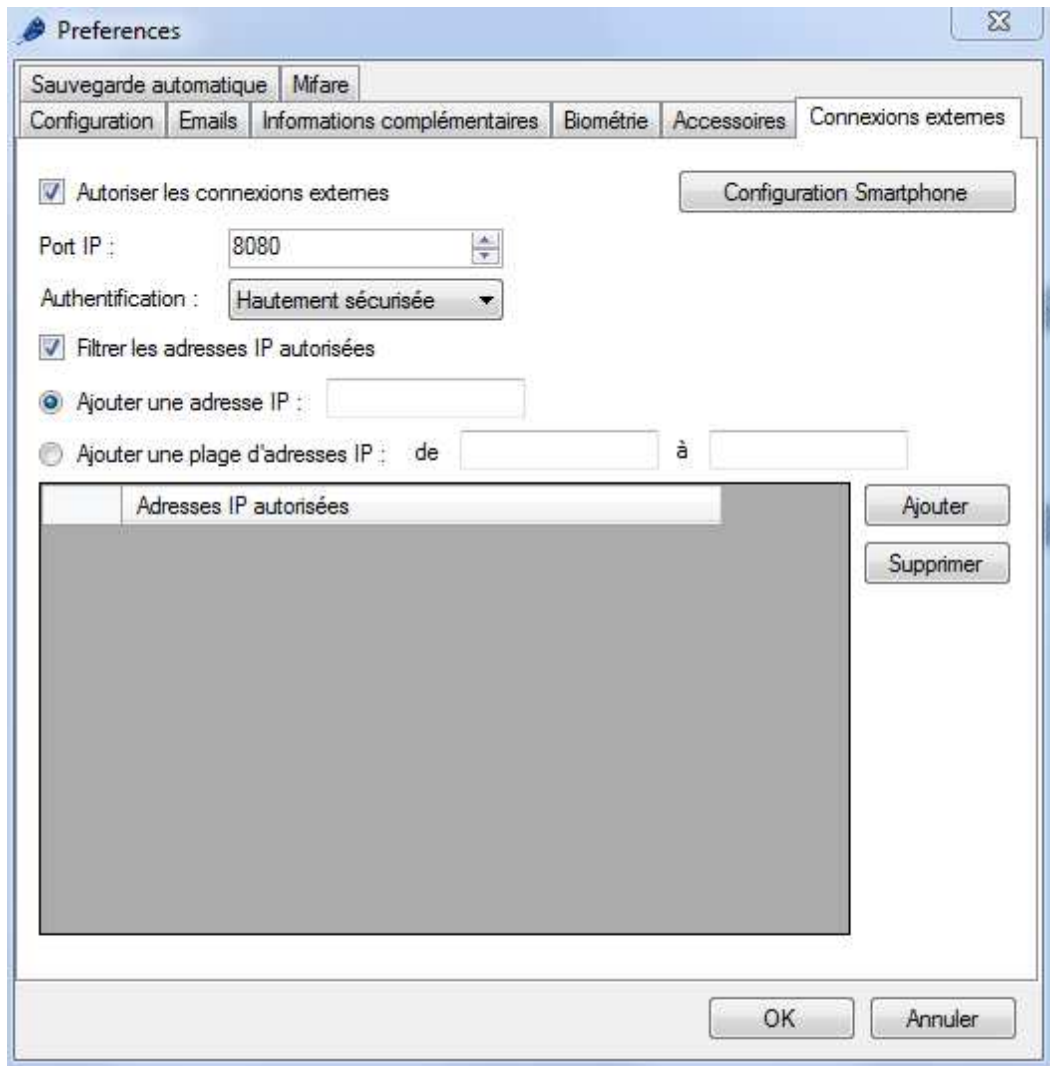 Preferences
Sauvegarde automatique Mifare
Configuration Emails Informations complémentaires Biométrie Accessoires Connexions externes
Autoriser les connexions externes Configuration Smartphone
Port IP : 8080
Authentification : Hautement sécurisée
Filtrer les adresses IP autorisées
Ajouter une adresse IP :
Ajouter une plage d'adresses IP : de à
Adresses IP autorisées Ajouter
Supprimer
OK Annuler